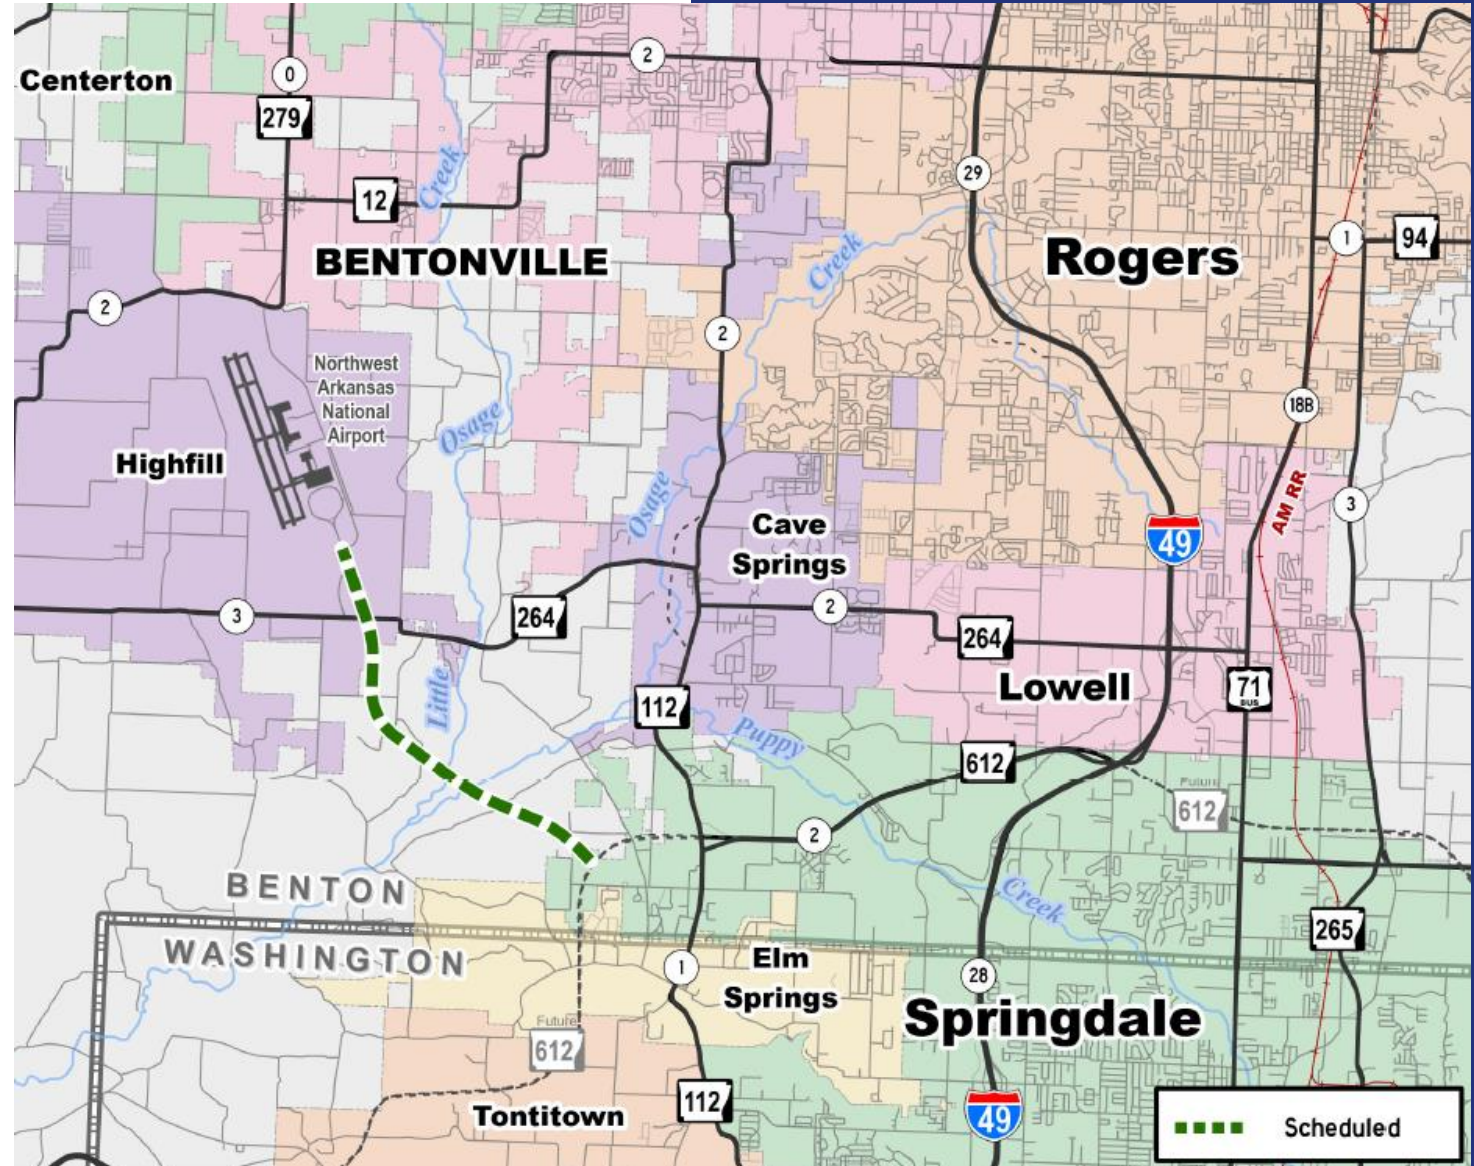 2
Centerton
0
279
29
Creek
12
1
94
BENTONVILLE
Rogers
Creek
2
2
Northwest
Arkansas
National
Airport
18B
Osage
Highfill
Osage
AM RR
3
Cave
Springs
49
3
264
2
264
Little
112
Lowell
71
BUS
Puppy
612
Future
612
2
BENTON
Creek
265
WASHINGTON
1
Elm
Springs
28
Springdale
Future
612
112
Tontitown
49
Scheduled